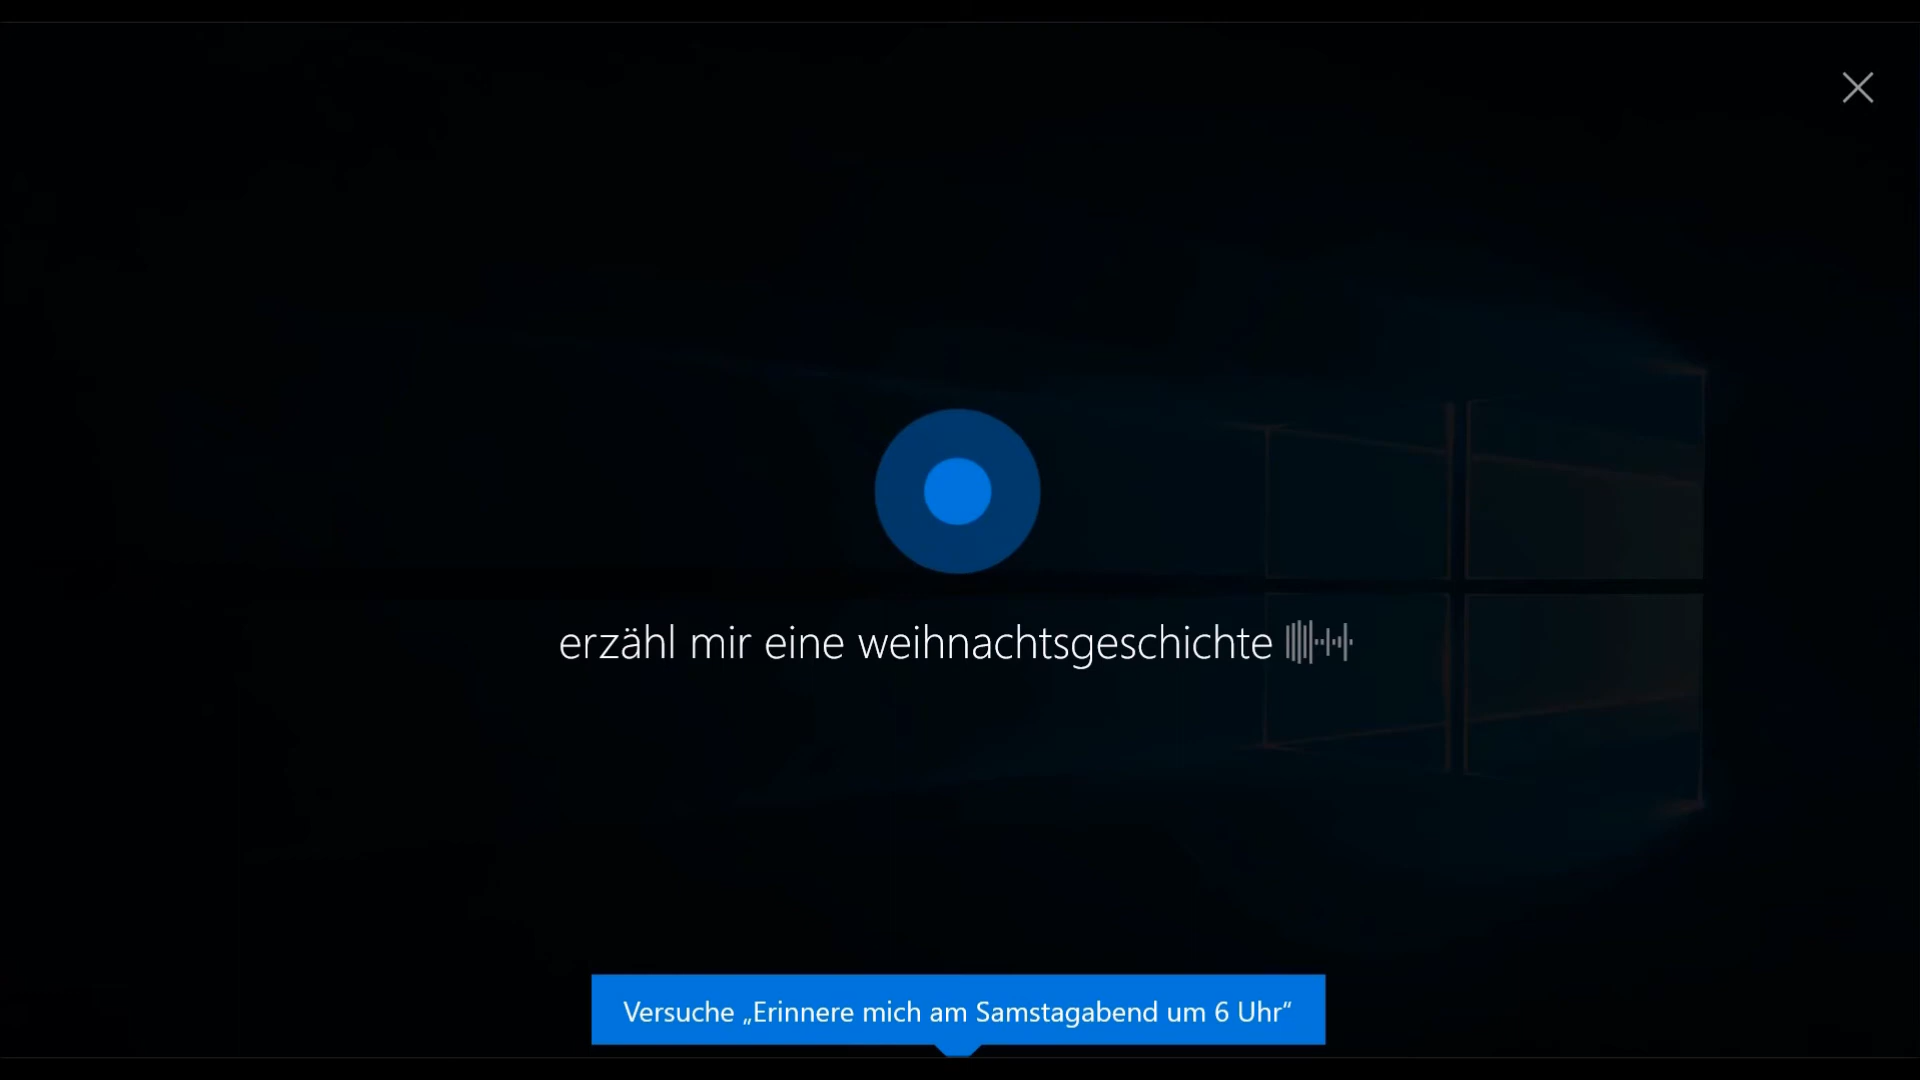 erzähl mir eine weihnachtsgeschichte
Versuche „Erinnere mich am Samstagabend um 6 Uhr“